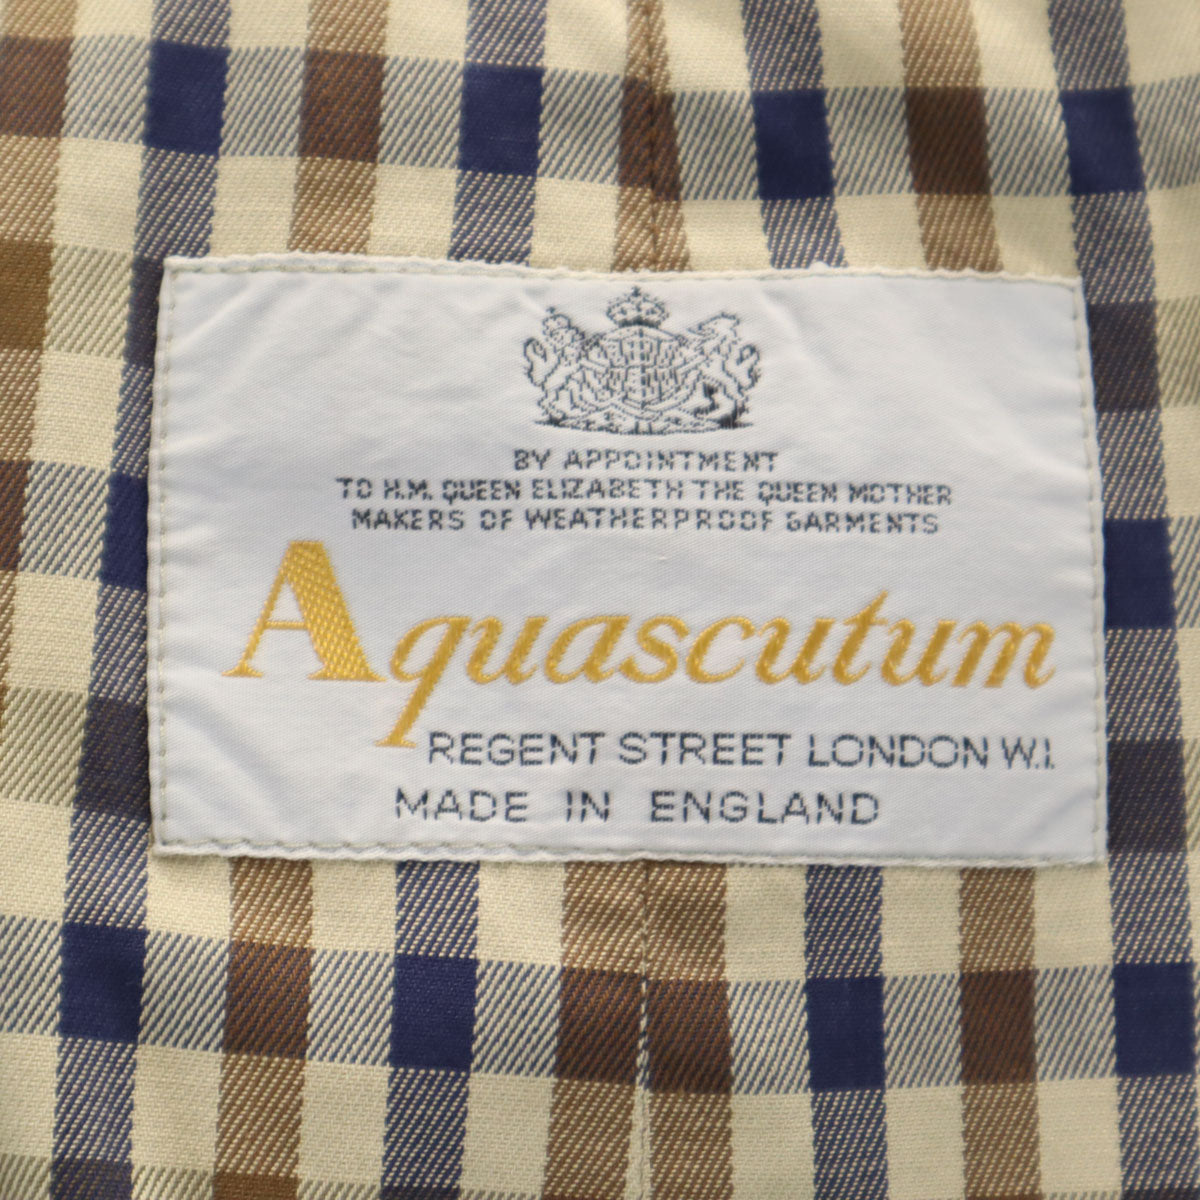 BY APPOINTMENT
TO H.M. QUEEN ELIZABETH THE QUEEN MOTHER
MAKERS OF WEATHERPROOF GARMENTS
Aquascutum
REGENT STREET LONDON W.1.
MADE IN ENGLAND